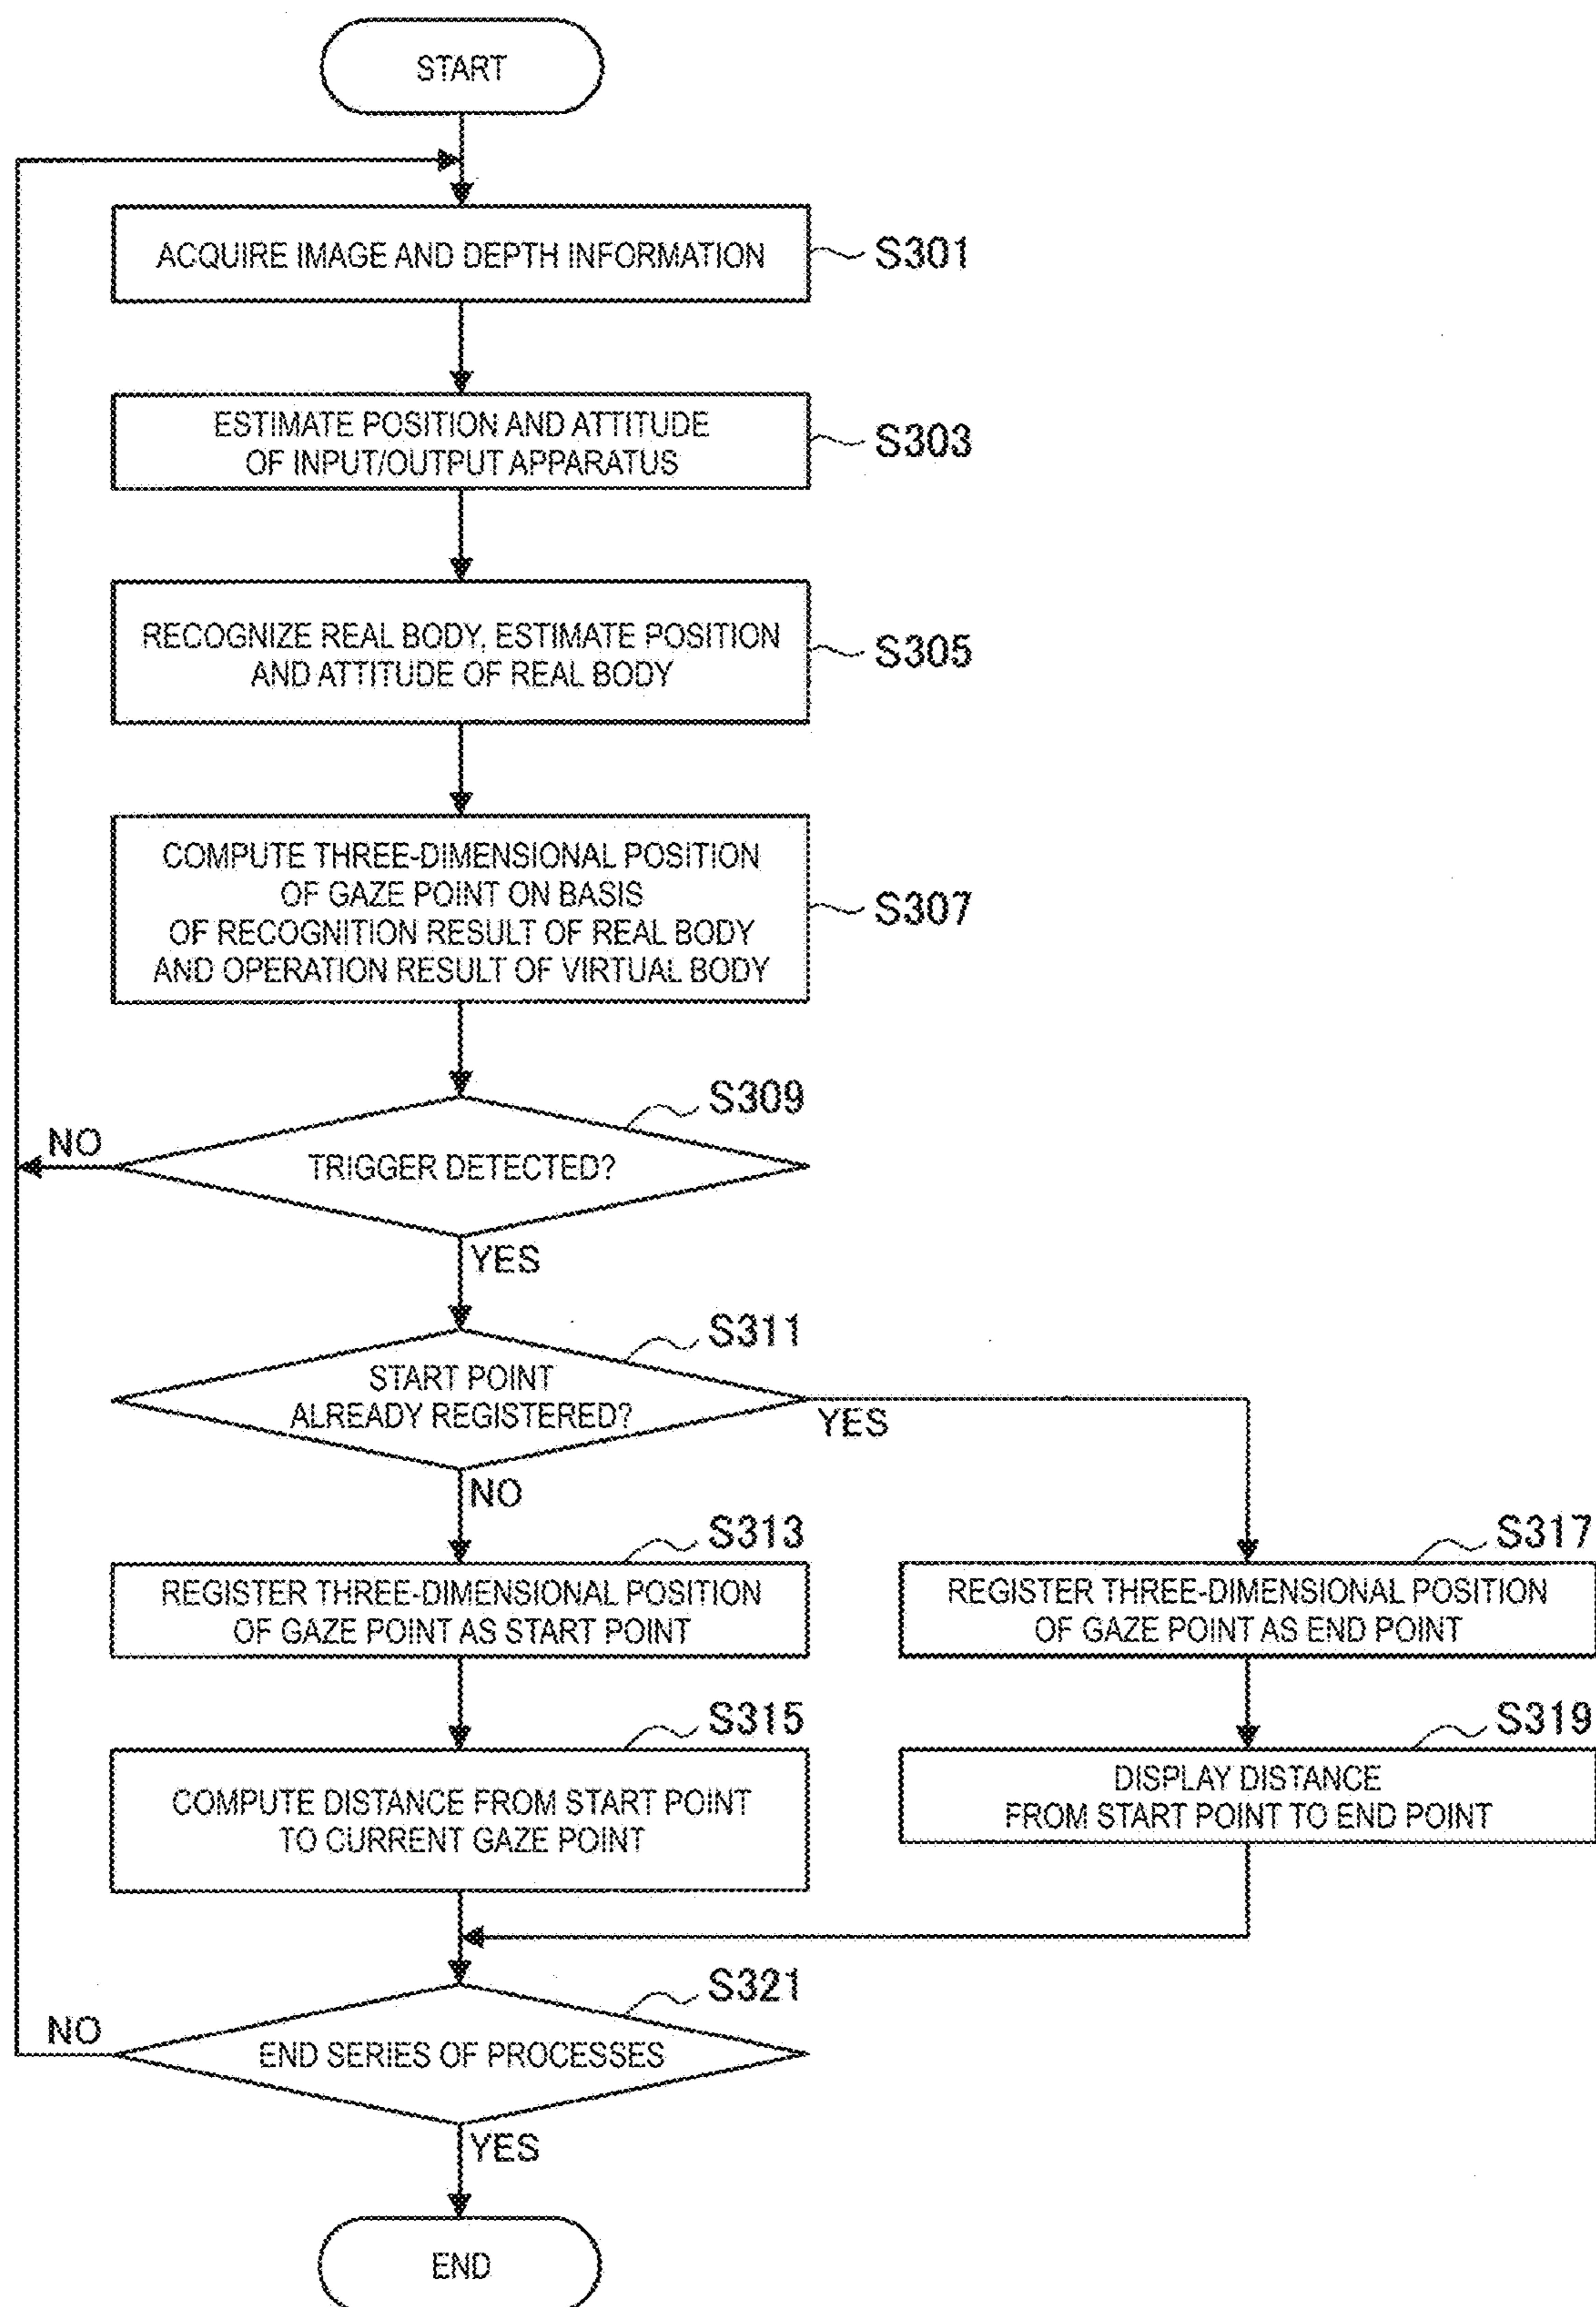 START
ACQUIRE IMAGE AND DEPTH INFORMATION
S301
ESTIMATE POSITION AND ATTITUDE
OF INPUT/OUTPUT APPARATUS
S303
RECOGNIZE REAL BODY, ESTIMATE POSITION
AND ATTITUDE OF REAL BODY
S305
COMPUTE THREE-DIMENSIONAL POSITION
OF GAZE POINT ON BASIS
OF RECOGNITION RESULT OF REAL BODY
AND OPERATION RESULT OF VIRTUAL BODY
S307
S309
NO
TRIGGER DETECTED?
YES
S311
START POINT
ALREADY REGISTERED?
YES
NO
S313
REGISTER THREE-DIMENSIONAL POSITION
OF GAZE POINT AS START POINT
S317
REGISTER THREE-DIMENSIONAL POSITION
OF GAZE POINT AS END POINT
S315
COMPUTE DISTANCE FROM START POINT
TO CURRENT GAZE POINT
S319
DISPLAY DISTANCE
FROM START POINT TO END POINT
S321
NO
END SERIES OF PROCESSES
YES
END